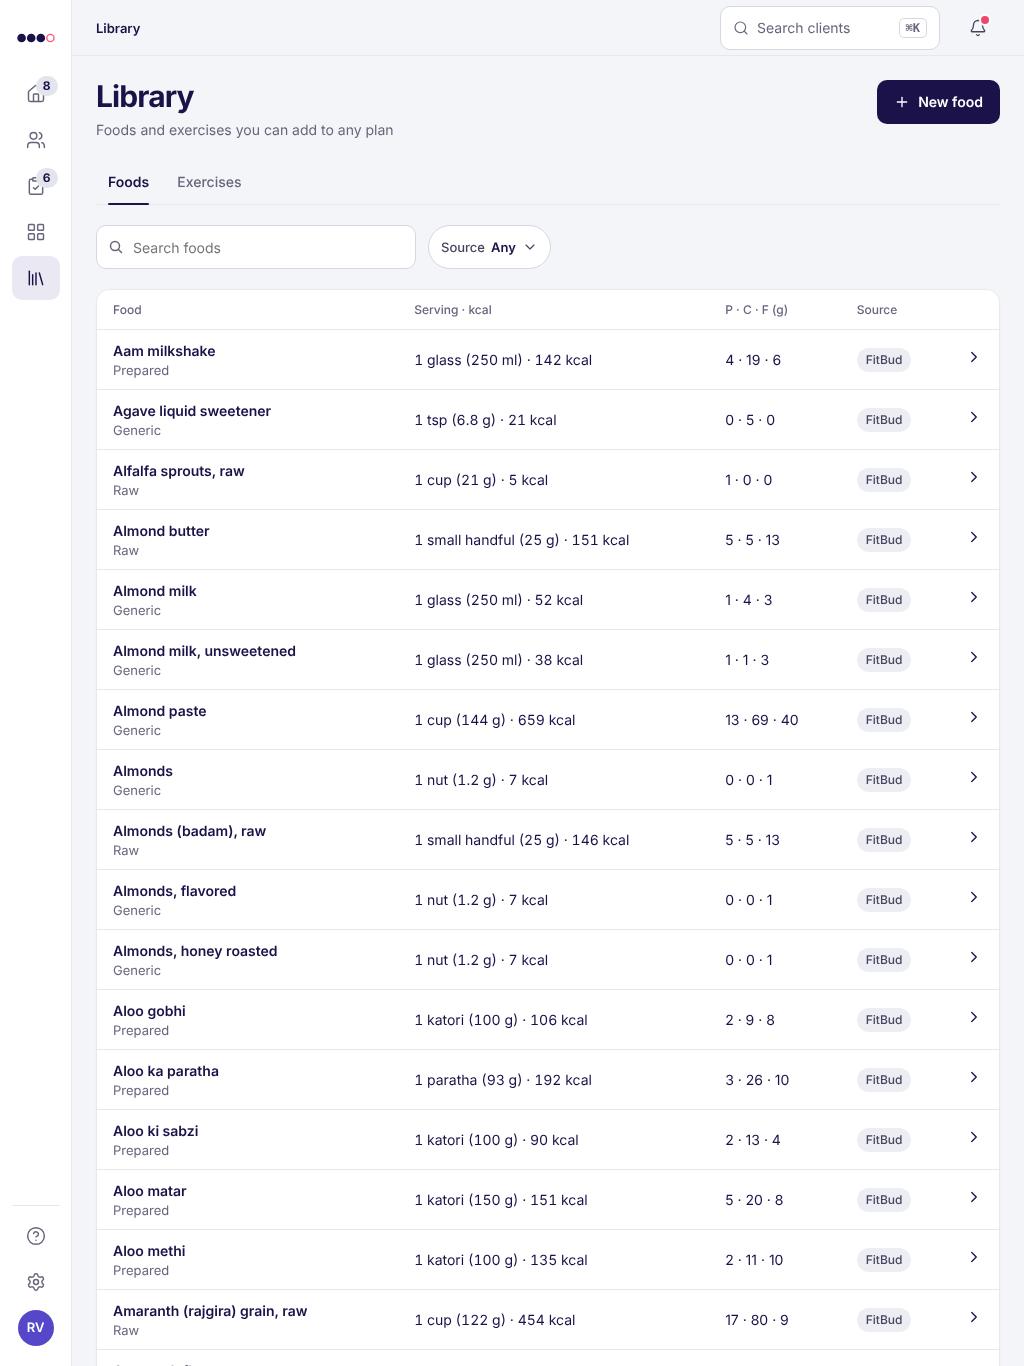 Library
Search clients
⌘K
8
6
Library
Foods and exercises you can add to any plan
+ New food
Foods
Exercises
Search foods
Source Any
Food
Serving · kcal
P · C · F (g)
Source
Aam milkshake
Prepared
1 glass (250 ml) · 142 kcal
4 · 19 · 6
FitBud
Agave liquid sweetener
Generic
1 tsp (6.8 g) · 21 kcal
0 · 5 · 0
FitBud
Alfalfa sprouts, raw
Raw
1 cup (21 g) · 5 kcal
1 · 0 · 0
FitBud
Almond butter
Raw
1 small handful (25 g) · 151 kcal
5 · 5 · 13
FitBud
Almond milk
Generic
1 glass (250 ml) · 52 kcal
1 · 4 · 3
FitBud
Almond milk, unsweetened
Generic
1 glass (250 ml) · 38 kcal
1 · 1 · 3
FitBud
Almond paste
Generic
1 cup (144 g) · 659 kcal
13 · 69 · 40
FitBud
Almonds
Generic
1 nut (1.2 g) · 7 kcal
0 · 0 · 1
FitBud
Almonds (badam), raw
Raw
1 small handful (25 g) · 146 kcal
5 · 5 · 13
FitBud
Almonds, flavored
Generic
1 nut (1.2 g) · 7 kcal
0 · 0 · 1
FitBud
Almonds, honey roasted
Generic
1 nut (1.2 g) · 7 kcal
0 · 0 · 1
FitBud
Aloo gobhi
Prepared
1 katori (100 g) · 106 kcal
2 · 9 · 8
FitBud
Aloo ka paratha
Prepared
1 paratha (93 g) · 192 kcal
3 · 26 · 10
FitBud
Aloo ki sabzi
Prepared
1 katori (100 g) · 90 kcal
2 · 13 · 4
FitBud
Aloo matar
Prepared
1 katori (150 g) · 151 kcal
5 · 20 · 8
FitBud
Aloo methi
Prepared
1 katori (100 g) · 135 kcal
2 · 11 · 10
FitBud
Amaranth (rajgira) grain, raw
Raw
1 cup (122 g) · 454 kcal
17 · 80 · 9
FitBud
RV